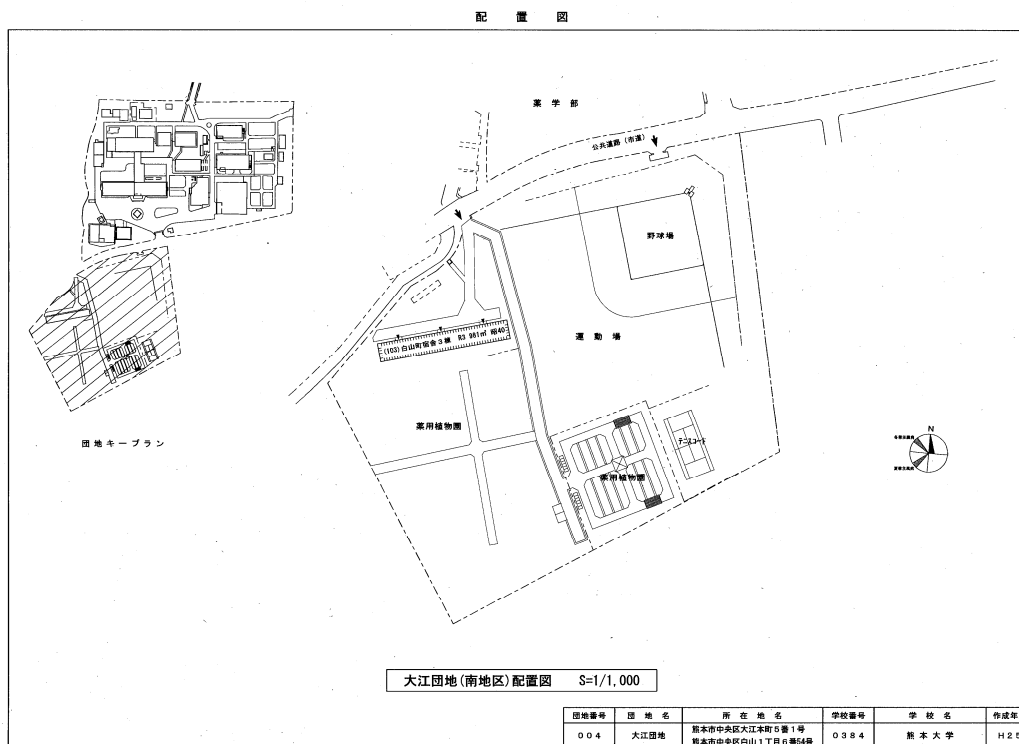 配置図
薬学部
公共道路(市道)
野球場
運動場
(103)白山町宿舎3棟 R3 981㎡ 昭40
薬用植物園
テニスコート
薬用植物園
団地キープラン
N
大江団地(南地区)配置図 S=1/1,000
団地番号 団地名 所在地名 学校番号 学校名 作成年
004 大江団地 熊本市中央区大江本町5番1号 0384 熊本大学 H25
熊本市中央区白山1丁目6番54号